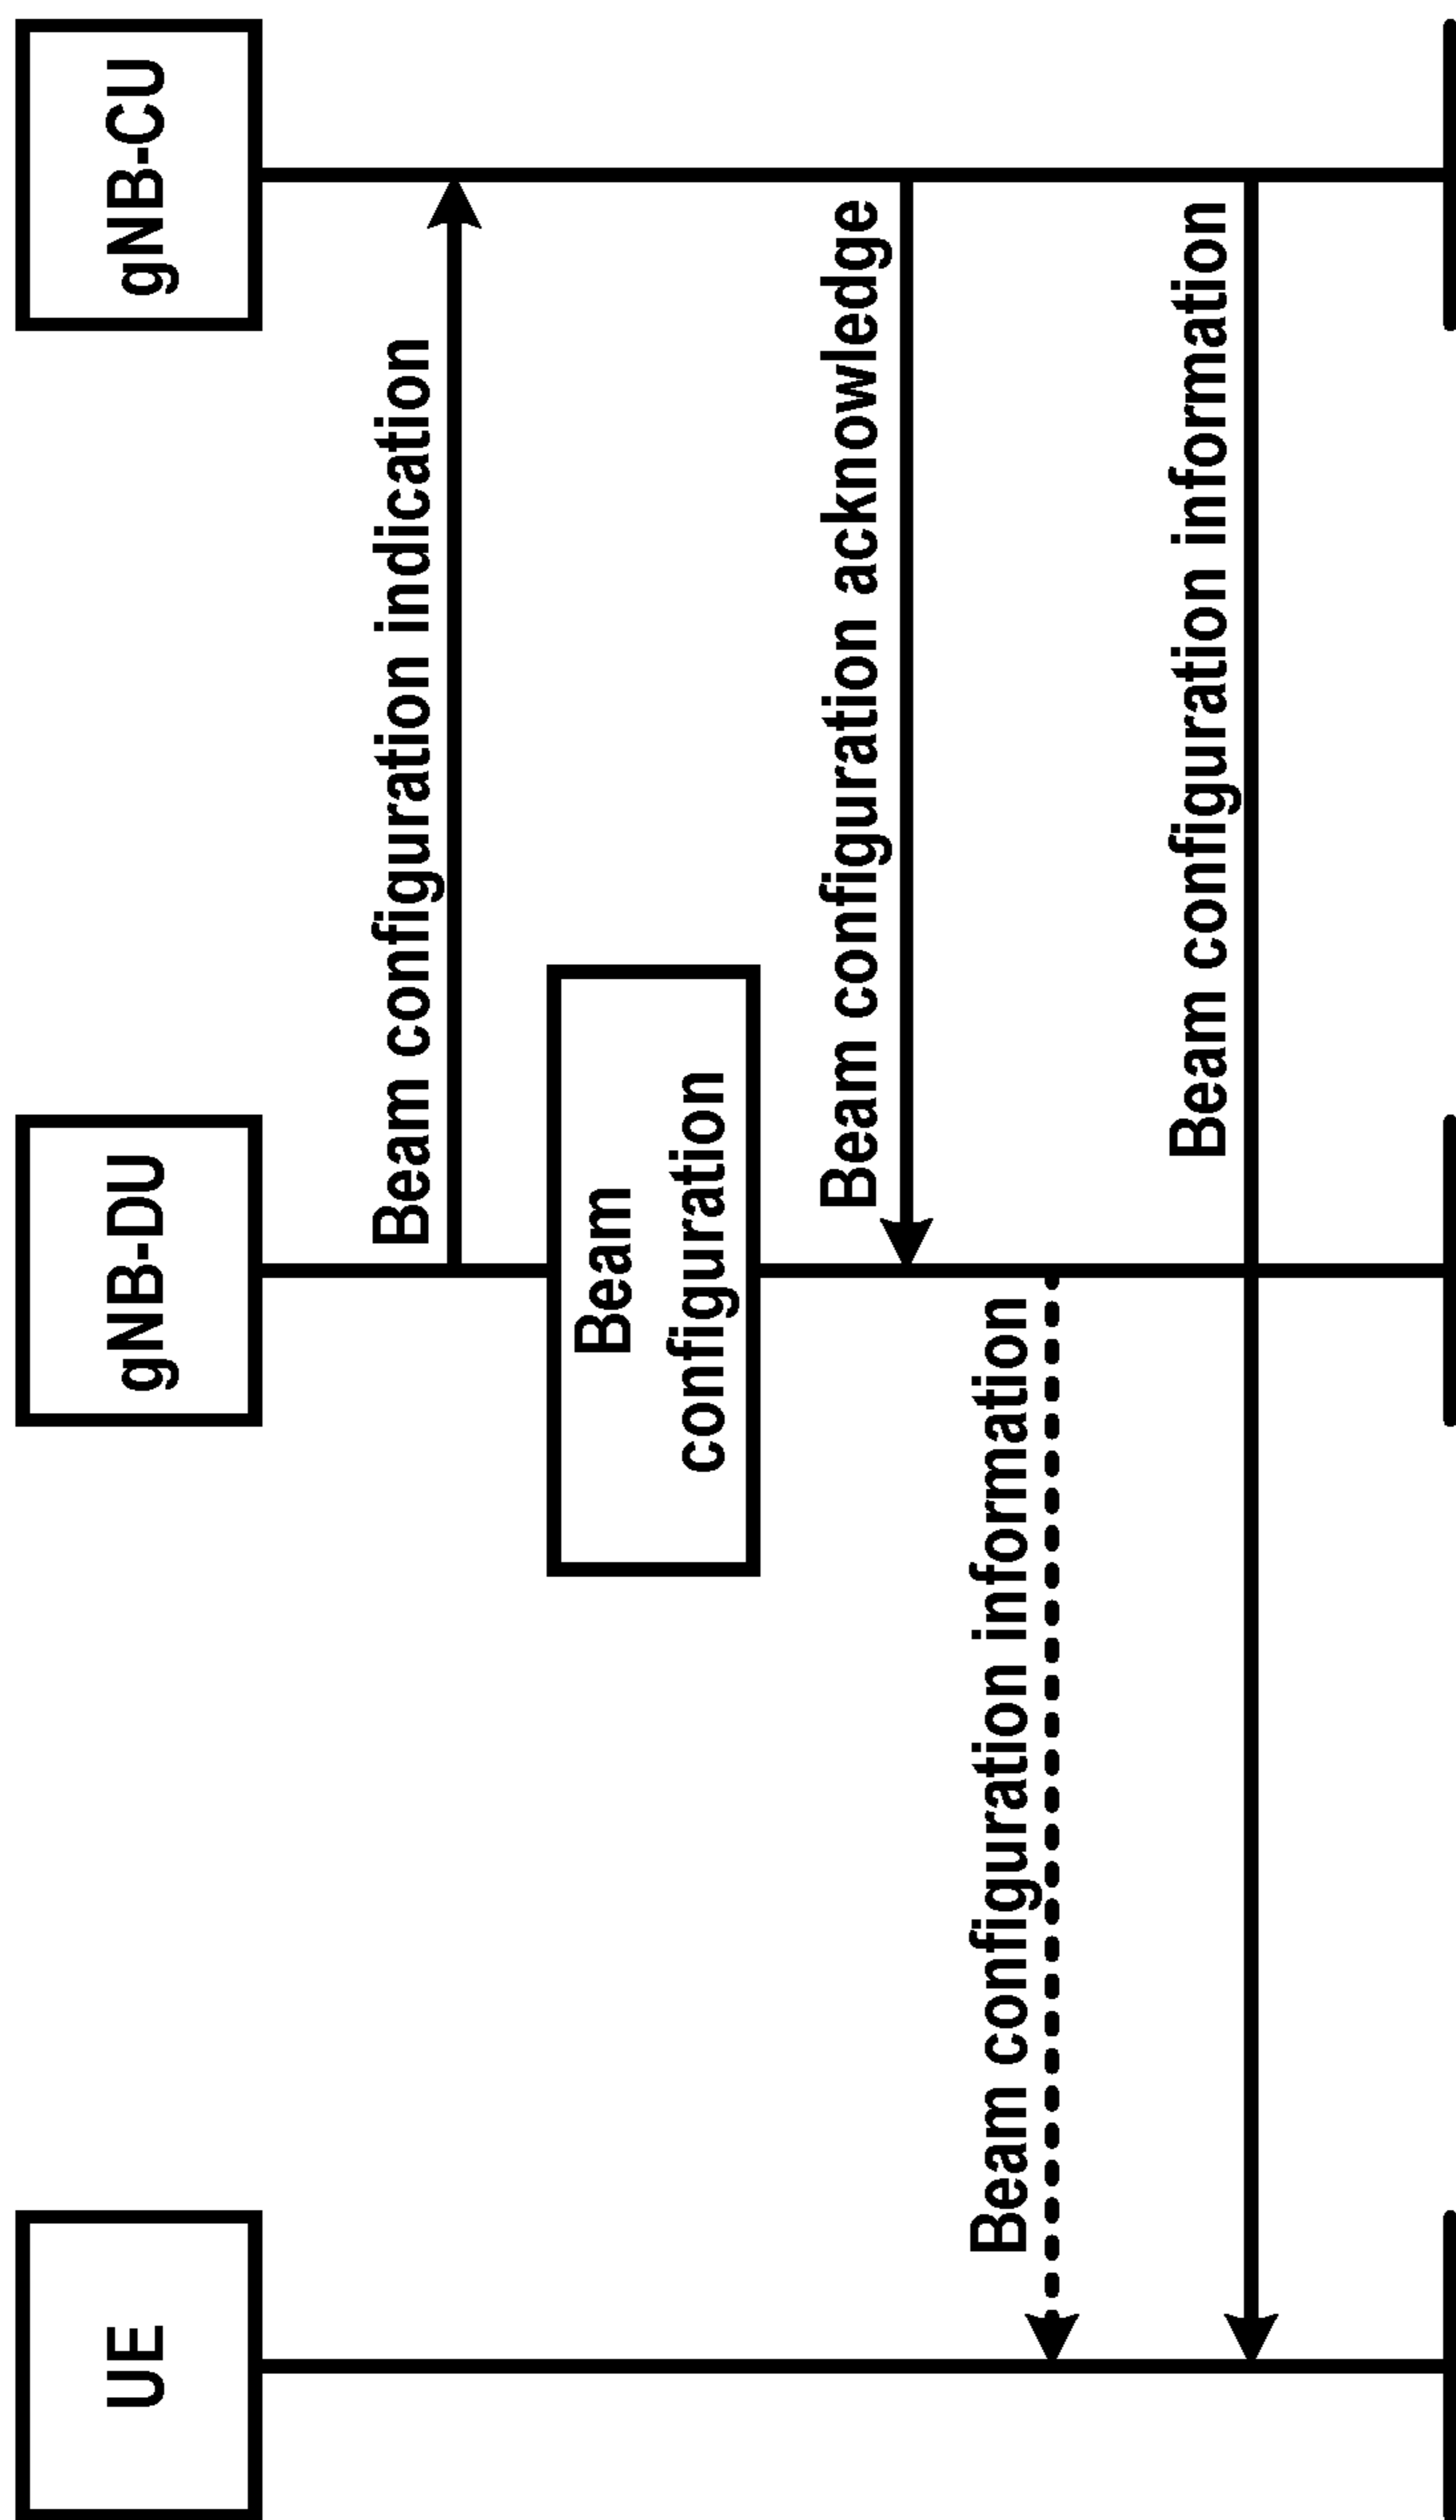 UE
gNB-DU
gNB-CU
Beam configuration indication
Beam
configuration
Beam configuration acknowledge
Beam configuration information
Beam configuration information